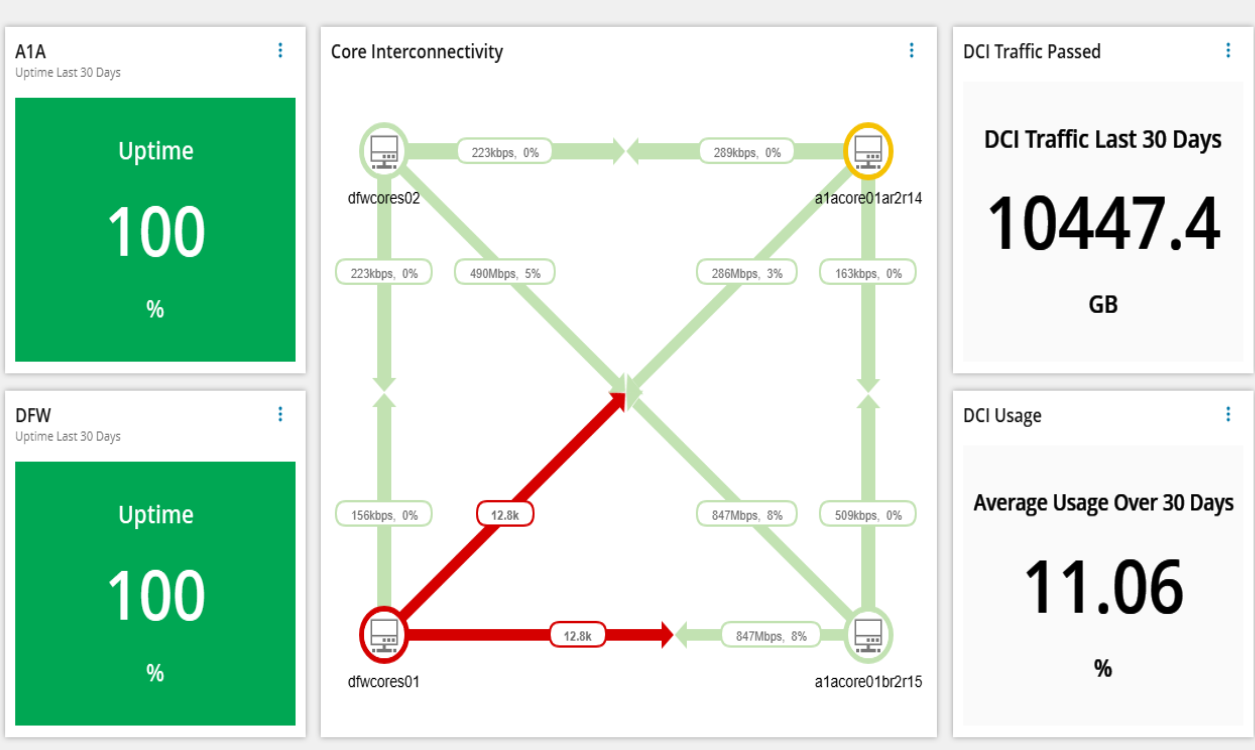 A1A
Uptime Last 30 Days
Uptime
100
%
DFW
Uptime Last 30 Days
Uptime
100
%
Core Interconnectivity
223kbps, 0%
289kbps, 0%
dfwcores02
a1acore01ar2r14
223kbps, 0%
490Mbps, 5%
286Mbps, 3%
163kbps, 0%
156kbps, 0%
12.8k
847Mbps, 8%
509kbps, 0%
12.8k
847Mbps, 8%
dfwcores01
a1acore01br2r15
DCI Traffic Passed
DCI Traffic Last 30 Days
10447.4
GB
DCI Usage
Average Usage Over 30 Days
11.06
%